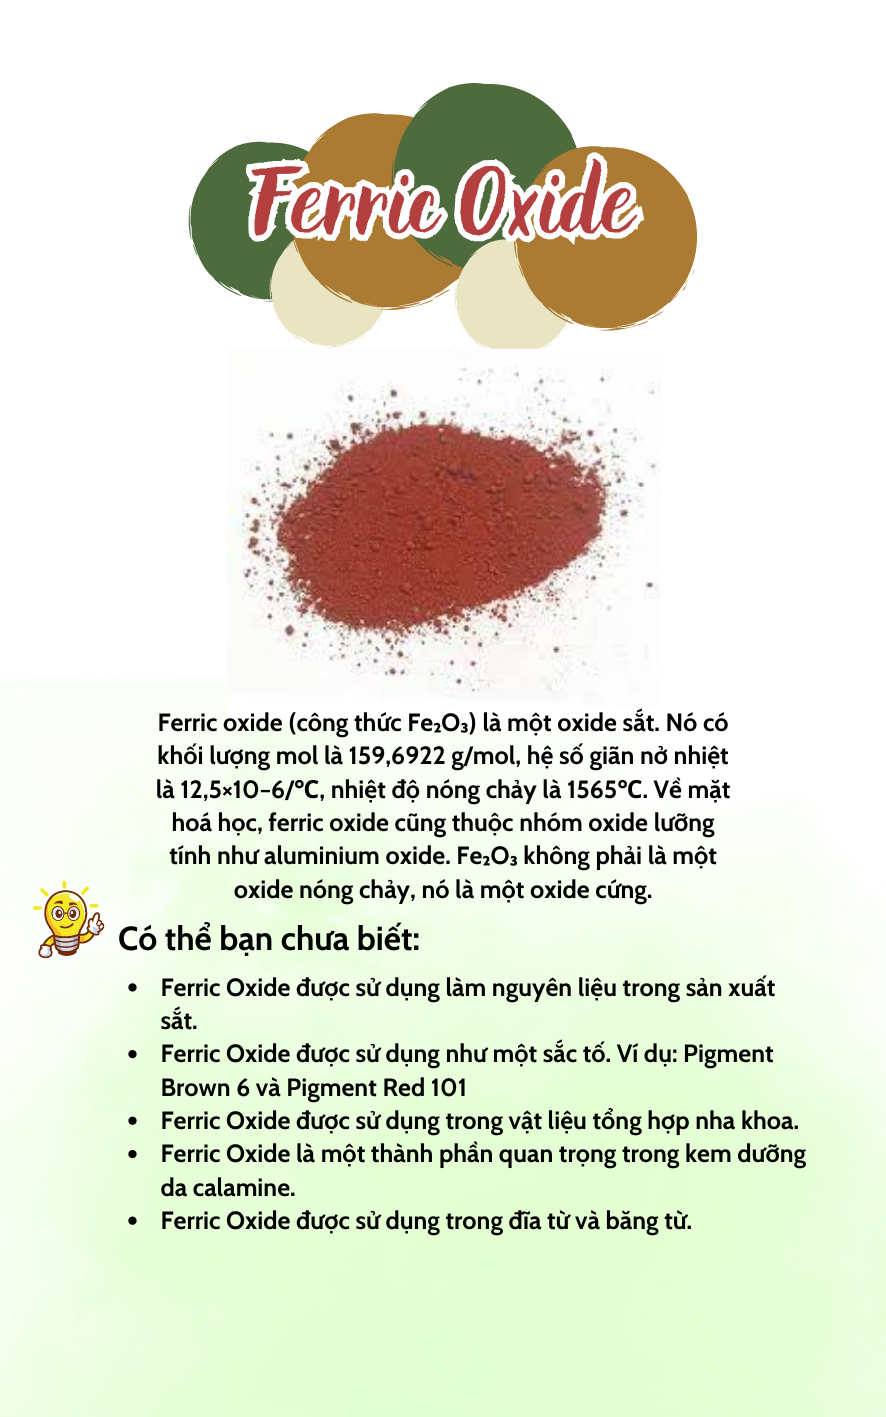 Ferric Oxide
Ferric oxide (công thức Fe₂O₃) là một oxide sắt. Nó có
khối lượng mol là 159,6922 g/mol, hệ số giãn nở nhiệt
là 12,5×10−6/°C, nhiệt độ nóng chảy là 1565°C. Về mặt
hoá học, ferric oxide cũng thuộc nhóm oxide lưỡng
tính như aluminium oxide. Fe₂O₃ không phải là một
oxide nóng chảy, nó là một oxide cứng.
Có thể bạn chưa biết:
• Ferric Oxide được sử dụng làm nguyên liệu trong sản xuất
sắt.
• Ferric Oxide được sử dụng như một sắc tố. Ví dụ: Pigment
Brown 6 và Pigment Red 101
• Ferric Oxide được sử dụng trong vật liệu tổng hợp nha khoa.
• Ferric Oxide là một thành phần quan trọng trong kem dưỡng
da calamine.
• Ferric Oxide được sử dụng trong đĩa từ và băng từ.